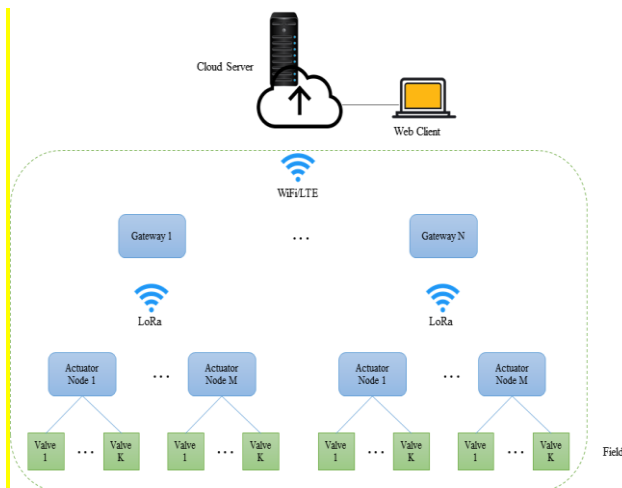 Cloud Server
Web Client
WiFi/LTE
Gateway 1
...
Gateway N
LoRa
LoRa
Actuator
Node 1
...
Actuator
Node M
Actuator
Node 1
...
Actuator
Node M
Valve
1
...
Valve
K
Valve
1
...
Valve
K
Valve
1
...
Valve
K
Valve
1
...
Valve
K
Field